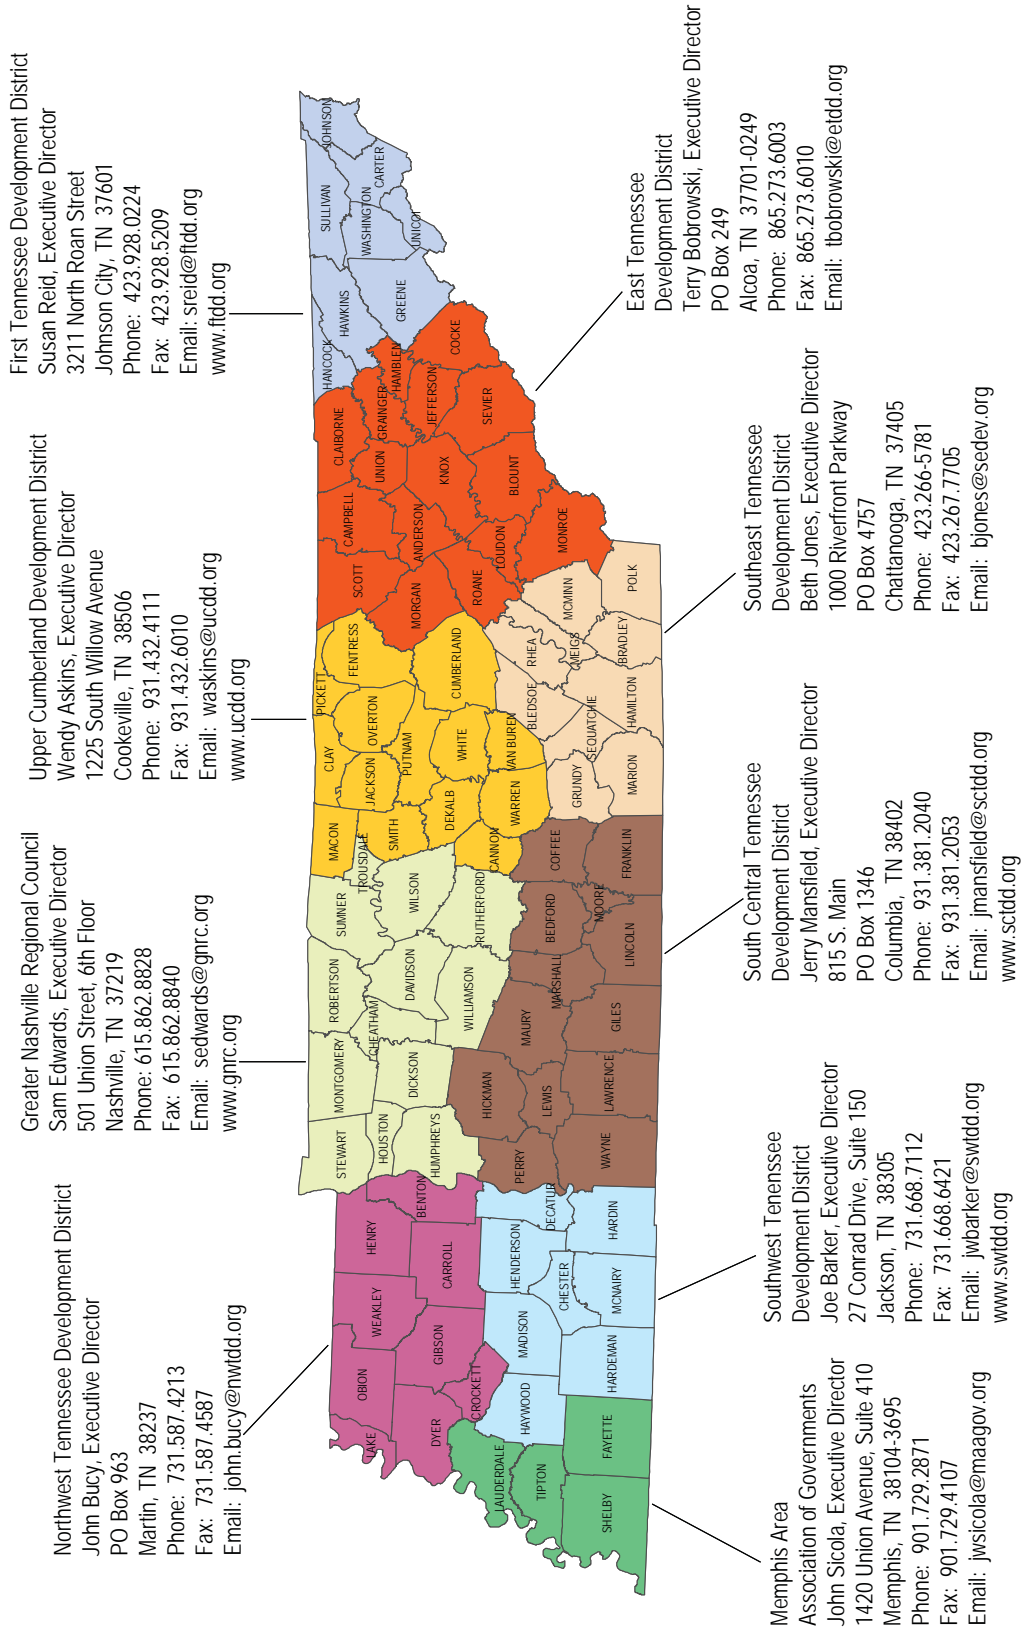 Northwest Tennessee Development District
John Bucy, Executive Director
PO Box 963
Martin, TN 38237
Phone: 731.587.4213
Fax: 731.587.4587
Email: john.bucy@nwtdd.org
Greater Nashville Regional Council
Sam Edwards, Executive Director
501 Union Street, 6th Floor
Nashville, TN 37219
Phone: 615.862.8828
Fax: 615.862.8840
Email: sedwards@gnrc.org
www.gnrc.org
Upper Cumberland Development District
Wendy Askins, Executive Director
1225 South Willow Avenue
Cookeville, TN 38506
Phone: 931.432.4111
Fax: 931.432.6010
Email: waskins@ucdd.org
www.ucdd.org
First Tennessee Development District
Susan Reid, Executive Director
3211 North Roan Street
Johnson City, TN 37601
Phone: 423.928.0224
Fax: 423.928.5209
Email: sreid@ftdd.org
www.ftdd.org
LAKE
OBION
WEAKLEY
HENRY
BENTON
DYER
GIBSON
CARROLL
CROCKETT
LAUDERDALE
TIPTON
SHELBY
FAYETTE
HAYWOOD
MADISON
HENDERSON
DECATUR
CHESTER
HARDEMAN
MCNAIRY
HARDIN
STEWART
MONTGOMERY
ROBERTSON
SUMNER
TROUSDALE
HOUSTON
CHEATHAM
HUMPHREYS
DICKSON
DAVIDSON
WILSON
WILLIAMSON
RUTHERFORD
PERRY
HICKMAN
MAURY
MARSHALL
BEDFORD
COFFEE
LEWIS
MOORE
WAYNE
LAWRENCE
GILES
LINCOLN
FRANKLIN
MACON
CLAY
PICKETT
FENTRESS
JACKSON
OVERTON
SMITH
PUTNAM
CUMBERLAND
DEKALB
WHITE
CANNON
WARREN
VAN BUREN
BLEDSOE
RHEA
MEIGS
MCMINN
GRUNDY
SEQUATCHIE
MARION
HAMILTON
BRADLEY
POLK
SCOTT
CAMPBELL
CLAIBORNE
MORGAN
ANDERSON
UNION
GRAINGER
HAMBLEN
ROANE
KNOX
JEFFERSON
COCKE
LOUDON
BLOUNT
SEVIER
MONROE
HANCOCK
HAWKINS
SULLIVAN
JOHNSON
GREENE
WASHINGTON
CARTER
UNICOI
Memphis Area
Association of Governments
John Sicola, Executive Director
1420 Union Avenue, Suite 410
Memphis, TN 38104-3695
Phone: 901.729.2871
Fax: 901.729.4107
Email: jwsicola@maagov.org
Southwest Tenenssee
Development District
Joe Barker, Executive Director
27 Conrad Drive, Suite 150
Jackson, TN 38305
Phone: 731.668.7112
Fax: 731.668.6421
Email: jwbarker@swtdd.org
www.swtdd.org
South Central Tennessee
Development District
Jerry Mansfield, Executive Director
815 S. Main
PO Box 1346
Columbia, TN 38402
Phone: 931.381.2040
Fax: 931.381.2053
Email: jmansfield@sctdd.org
www.sctdd.org
Southeast Tennessee
Development District
Beth Jones, Executive Director
1000 Riverfront Parkway
PO Box 4757
Chattanooga, TN 37405
Phone: 423.266-5781
Fax: 423.267.7705
Email: bjones@sedev.org
East Tennessee
Development District
Terry Bobrowski, Executive Director
PO Box 249
Alcoa, TN 37701-0249
Phone: 865.273.6003
Fax: 865.273.6010
Email: tbobrowski@etdd.org